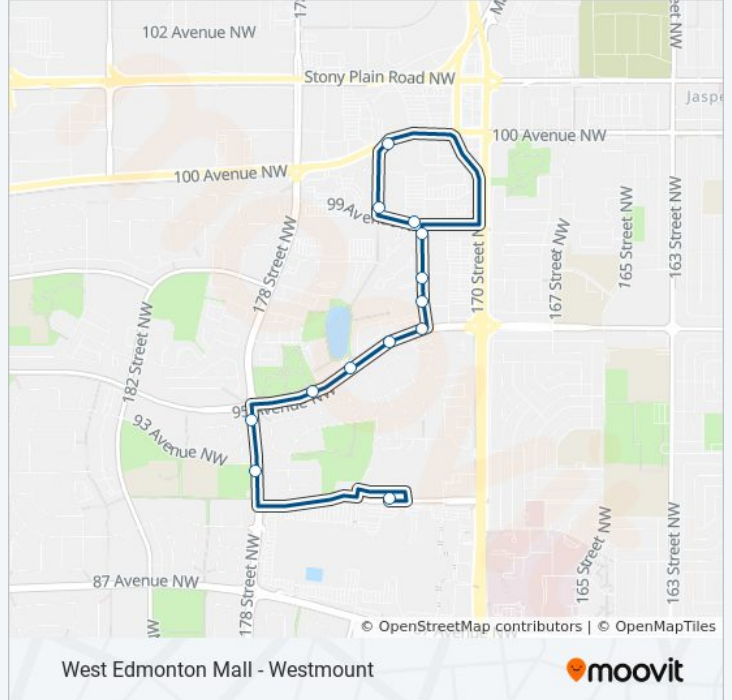 102 Avenue NW
Stony Plain Road NW
100 Avenue NW
Jaspe
100 Avenue NW
99 Ave
178 Street NW
170 Street N
167 Street NW
165 Street NW
163 Street NW
182 Street NW
95 Avenue NW
93 Avenue NW
178 Street NW
165 Street NW
163 Street NW
87 Avenue NW
© OpenStreetMap contributors | © OpenMapTiles
West Edmonton Mall - Westmount
moovit